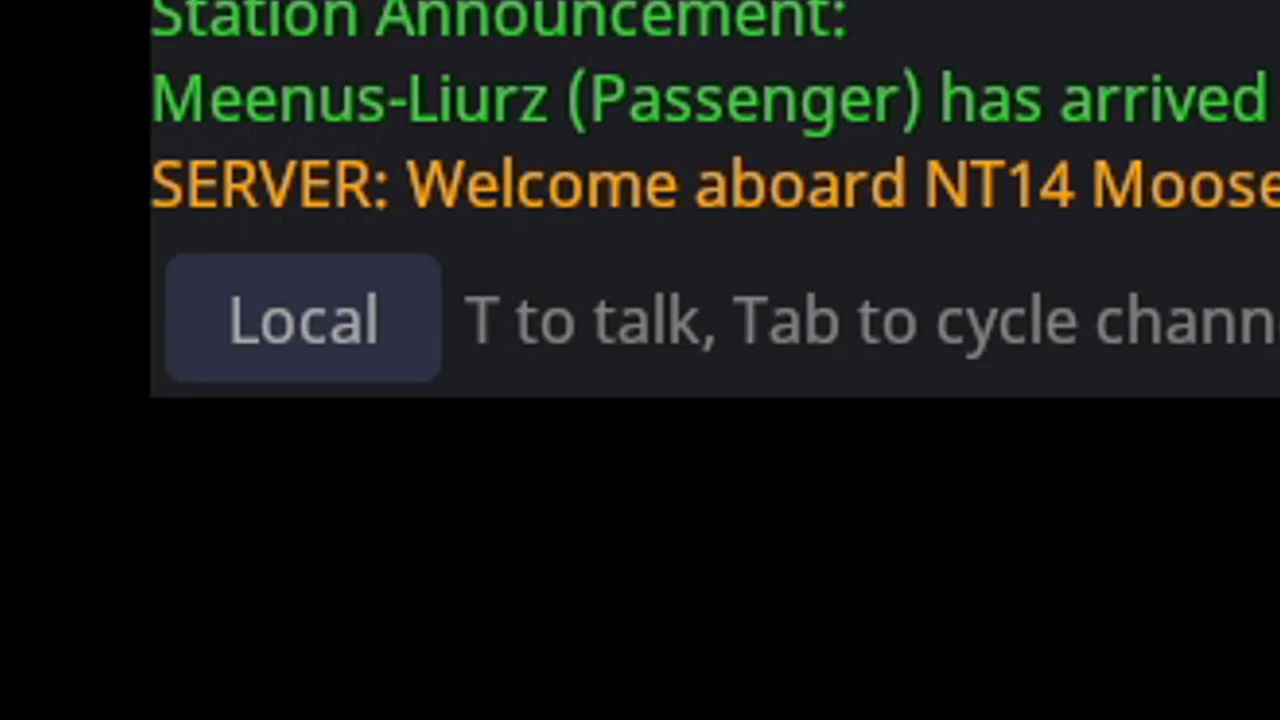 Station Announcement:
Meenus-Liurz (Passenger) has arrived
SERVER: Welcome aboard NT14 Moose
Local T to talk, Tab to cycle chann